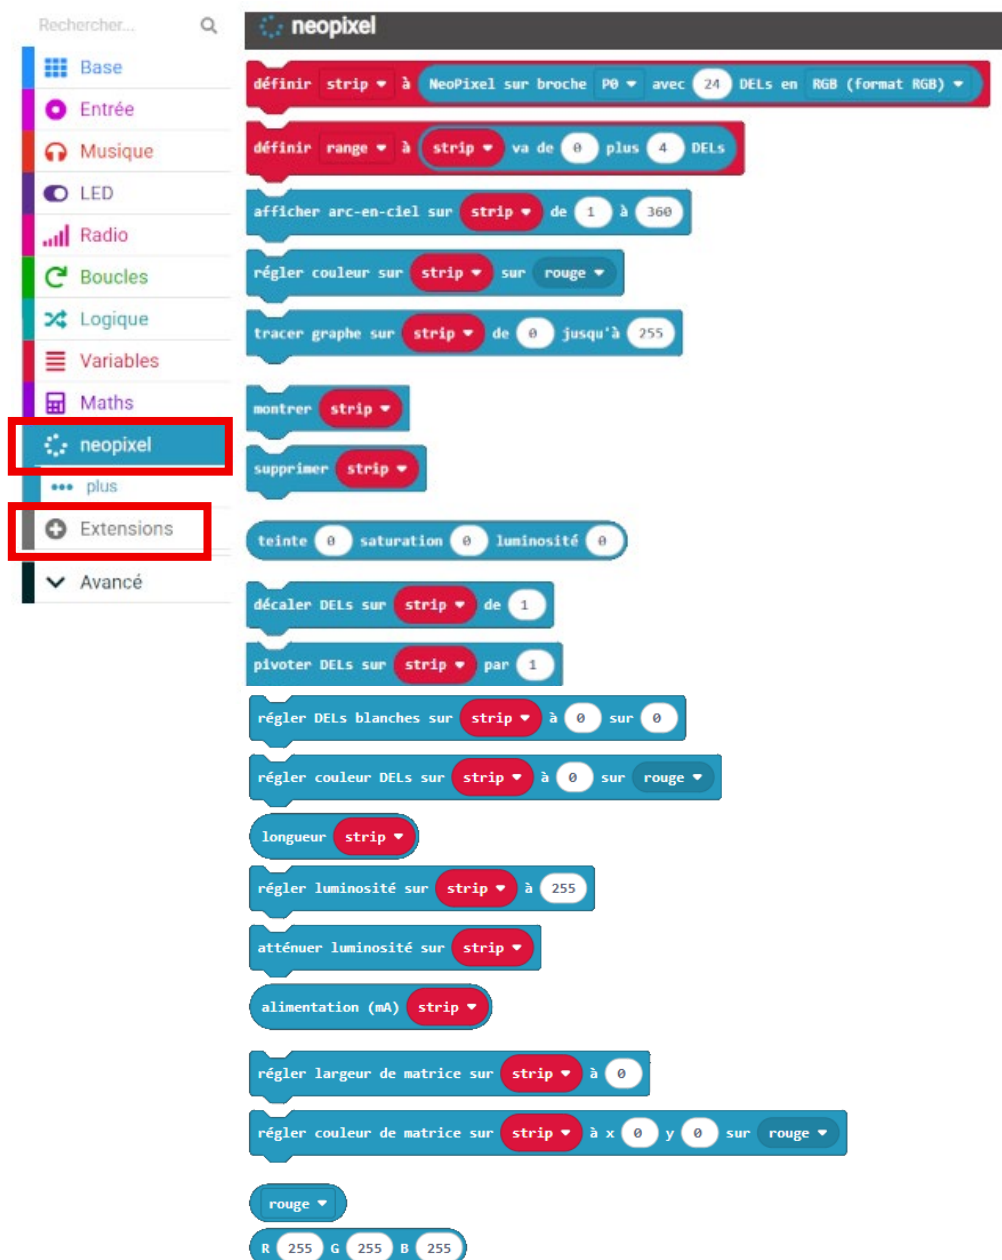 Rechercher...
Base
Entrée
Musique
LED
Radio
Boucles
Logique
Variables
Maths
neopixel
plus
Extensions
Avancé
neopixel
définir strip à NeoPixel sur broche P0 avec 24 DELs en RGB (format RGB)
définir range à strip va de 0 plus 4 DELs
afficher arc-en-ciel sur strip de 1 à 360
régler couleur sur strip sur rouge
tracer graphe sur strip de 0 jusqu'à 255
montrer strip
supprimer strip
teinte 0 saturation 0 luminosité 0
décaler DELs sur strip de 1
pivoter DELs sur strip par 1
régler DELs blanches sur strip à 0 sur 0
régler couleur DELs sur strip à 0 sur rouge
longueur strip
régler luminosité sur strip à 255
atténuer luminosité sur strip
alimentation (mA) strip
régler largeur de matrice sur strip à 0
régler couleur de matrice sur strip à x 0 y 0 sur rouge
rouge
R 255 G 255 B 255